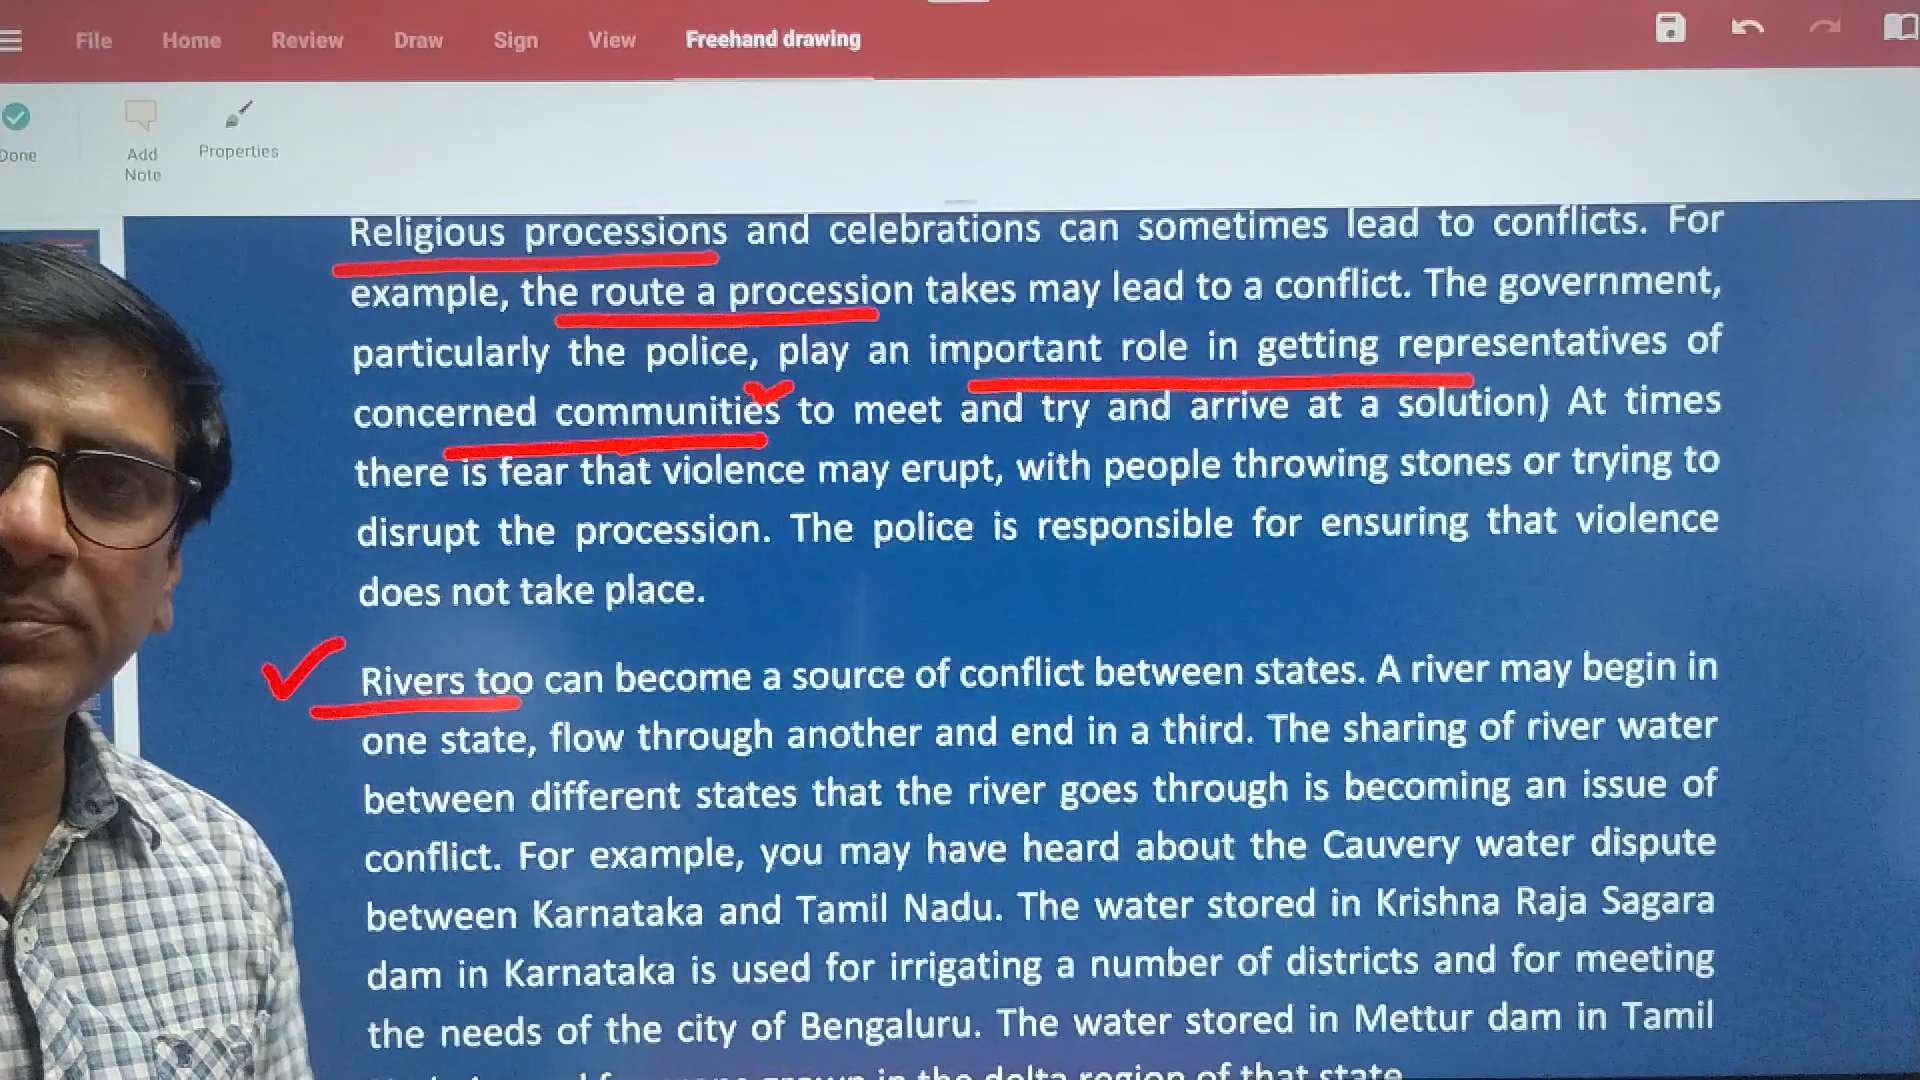 File Home Review Draw Sign View Freehand drawing
Done
Add
Note
Properties
Religious processions and celebrations can sometimes lead to conflicts. For
example, the route a procession takes may lead to a conflict. The government,
particularly the police, play an important role in getting representatives of
concerned communities to meet and try and arrive at a solution) At times
there is fear that violence may erupt, with people throwing stones or trying to
disrupt the procession. The police is responsible for ensuring that violence
does not take place.
Rivers too can become a source of conflict between states. A river may begin in
one state, flow through another and end in a third. The sharing of river water
between different states that the river goes through is becoming an issue of
conflict. For example, you may have heard about the Cauvery water dispute
between Karnataka and Tamil Nadu. The water stored in Krishna Raja Sagara
dam in Karnataka is used for irrigating a number of districts and for meeting
the needs of the city of Bengaluru. The water stored in Mettur dam in Tamil
grown in the delta region of that state.